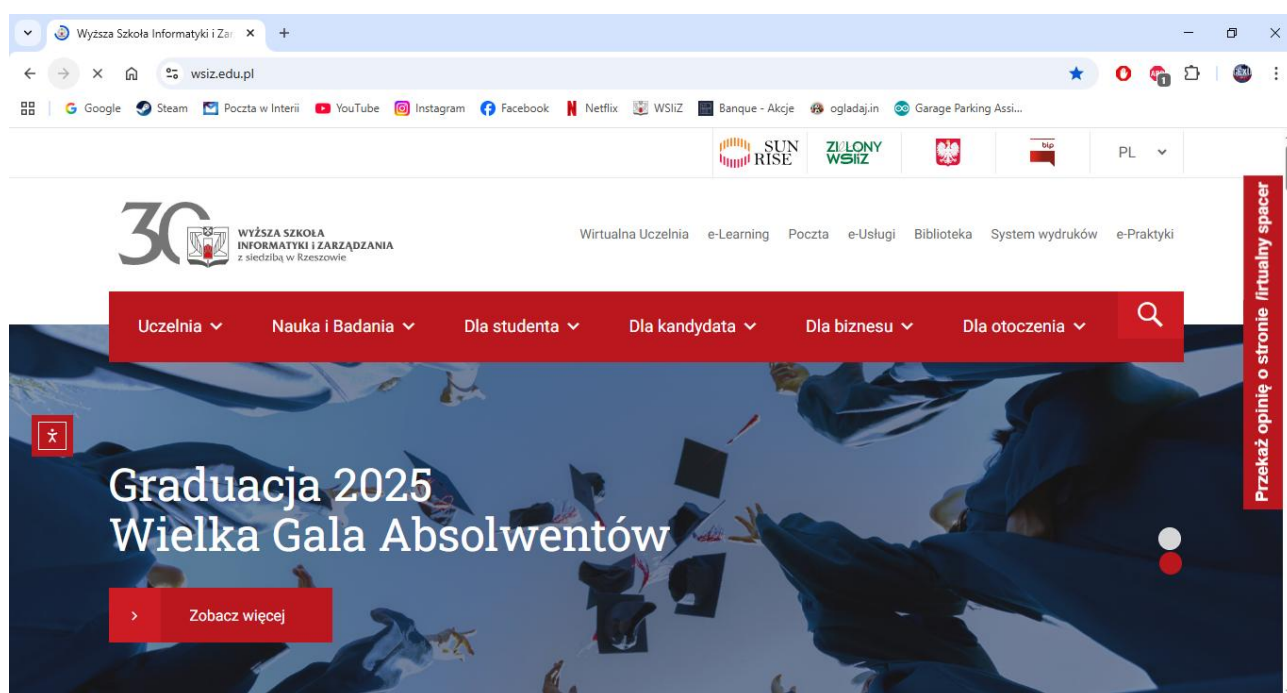 Wyższa Szkoła Informatyki i Zar
wsiz.edu.pl
1
Google Steam Poczta w Interii YouTube Instagram Facebook Netflix WSIiZ Banque - Akcje ogladaj.in Garage Parking Assi...
SUN
RISE
ZIELONY
WSIiZ
bip
PL
30
WYŻSZA SZKOŁA
INFORMATYKI I ZARZĄDZANIA
z siedzibą w Rzeszowie
Wirtualna Uczelnia e-Learning Poczta e-Usługi Biblioteka System wydruków e-Praktyki
Uczelnia Nauka i Badania Dla studenta Dla kandydata Dla biznesu Dla otoczenia
Graduacja 2025
Wielka Gala Absolwentów
Zobacz więcej
Przekaż opinię o stronie
irtualny spacer